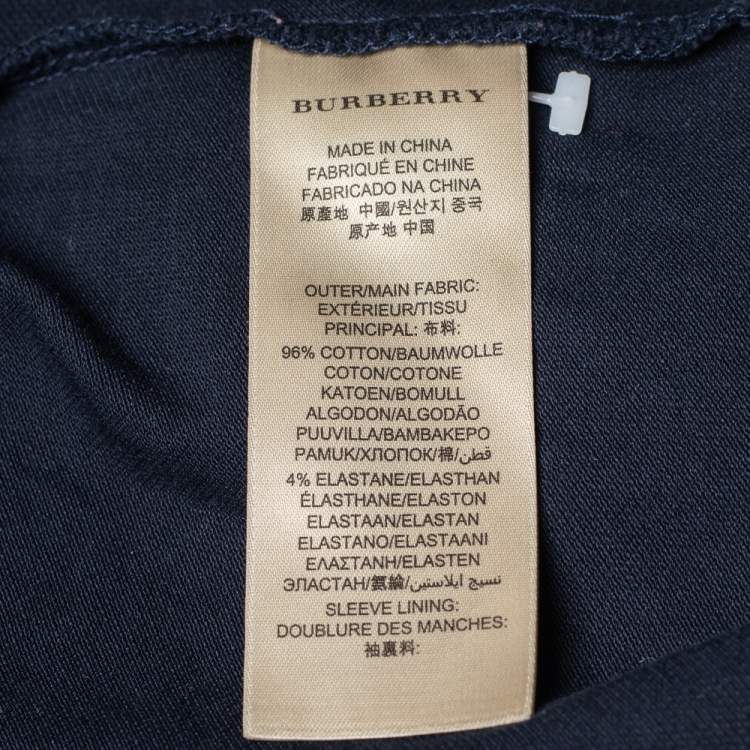 BURBERRY
MADE IN CHINA
FABRIQUÉ EN CHINE
FABRICADO NA CHINA
原產地 中國/원산지 중국
原产地 中国
OUTER/MAIN FABRIC:
EXTÉRIEUR/TISSU
PRINCIPAL: 布料:
96% COTTON/BAUMWOLLE
COTON/COTONE
KATOEN/BOMULL
ALGODON/ALGODÃO
PUUVILLA/BAMBAKEPO
PAMUK/ХЛОПОК/棉/قطن
4% ELASTANE/ELASTHAN
ÉLASTHANE/ELASTON
ELASTAAN/ELASTAN
ELASTANO/ELASTAANI
ΕΛΑΣΤΑΝΗ/ELASTEN
ЭЛАСТАН/氨綸/نسيج ايلاستين
SLEEVE LINING:
DOUBLURE DES MANCHES:
袖裏料: